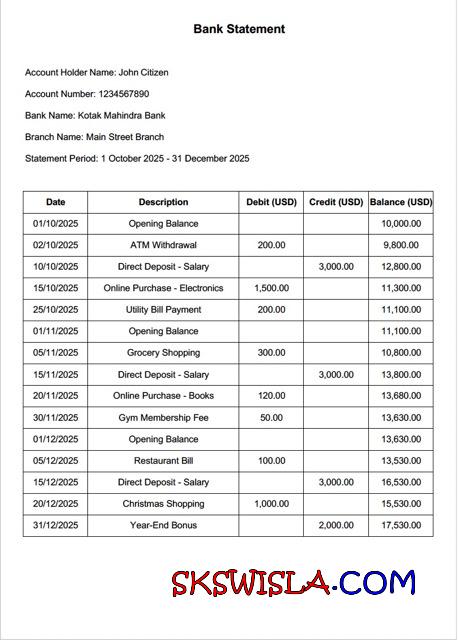 Bank Statement
Account Holder Name: John Citizen
Account Number: 1234567890
Bank Name: Kotak Mahindra Bank
Branch Name: Main Street Branch
Statement Period: 1 October 2025 - 31 December 2025
Date Description Debit (USD) Credit (USD) Balance (USD)
01/10/2025 Opening Balance 10,000.00
02/10/2025 ATM Withdrawal 200.00 9,800.00
10/10/2025 Direct Deposit - Salary 3,000.00 12,800.00
15/10/2025 Online Purchase - Electronics 1,500.00 11,300.00
25/10/2025 Utility Bill Payment 200.00 11,100.00
01/11/2025 Opening Balance 11,100.00
05/11/2025 Grocery Shopping 300.00 10,800.00
15/11/2025 Direct Deposit - Salary 3,000.00 13,800.00
20/11/2025 Online Purchase - Books 120.00 13,680.00
30/11/2025 Gym Membership Fee 50.00 13,630.00
01/12/2025 Opening Balance 13,630.00
05/12/2025 Restaurant Bill 100.00 13,530.00
15/12/2025 Direct Deposit - Salary 3,000.00 16,530.00
20/12/2025 Christmas Shopping 1,000.00 15,530.00
31/12/2025 Year-End Bonus 2,000.00 17,530.00
SKSWISLA.COM